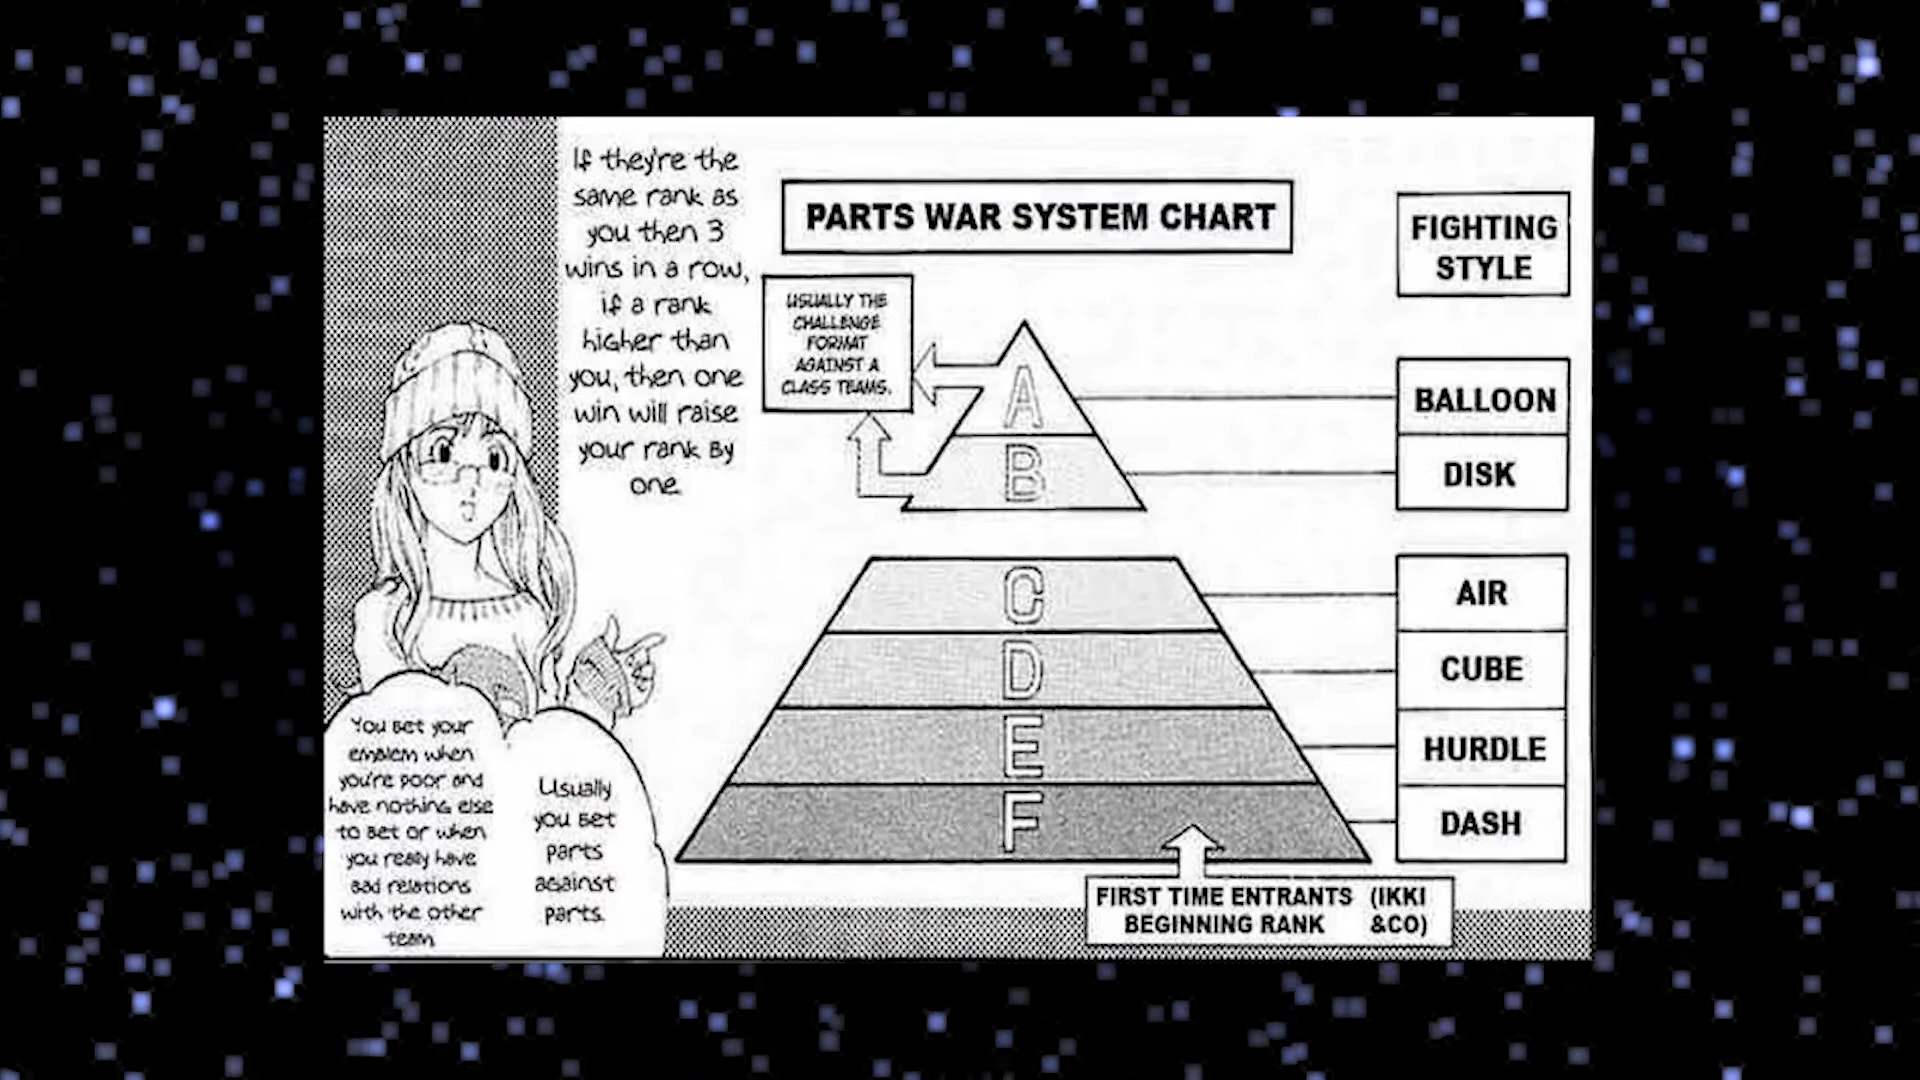 If they're the
same rank as
you then 3
wins in a row,
if a rank
higher than
you, then one
win will raise
your rank by
one.
PARTS WAR SYSTEM CHART
FIGHTING
STYLE
USUALLY THE
CHALLENGE
FORMAT
AGAINST A
CLASS TEAMS.
A
BALLOON
B
DISK
C
AIR
D
CUBE
E
HURDLE
F
DASH
FIRST TIME ENTRANTS (IKKI
BEGINNING RANK &CO)
You bet your
emblem when
you're poor and
have nothing else
to bet or when
you really have
bad relations
with the other
team
Usually
you bet
parts
against
parts.